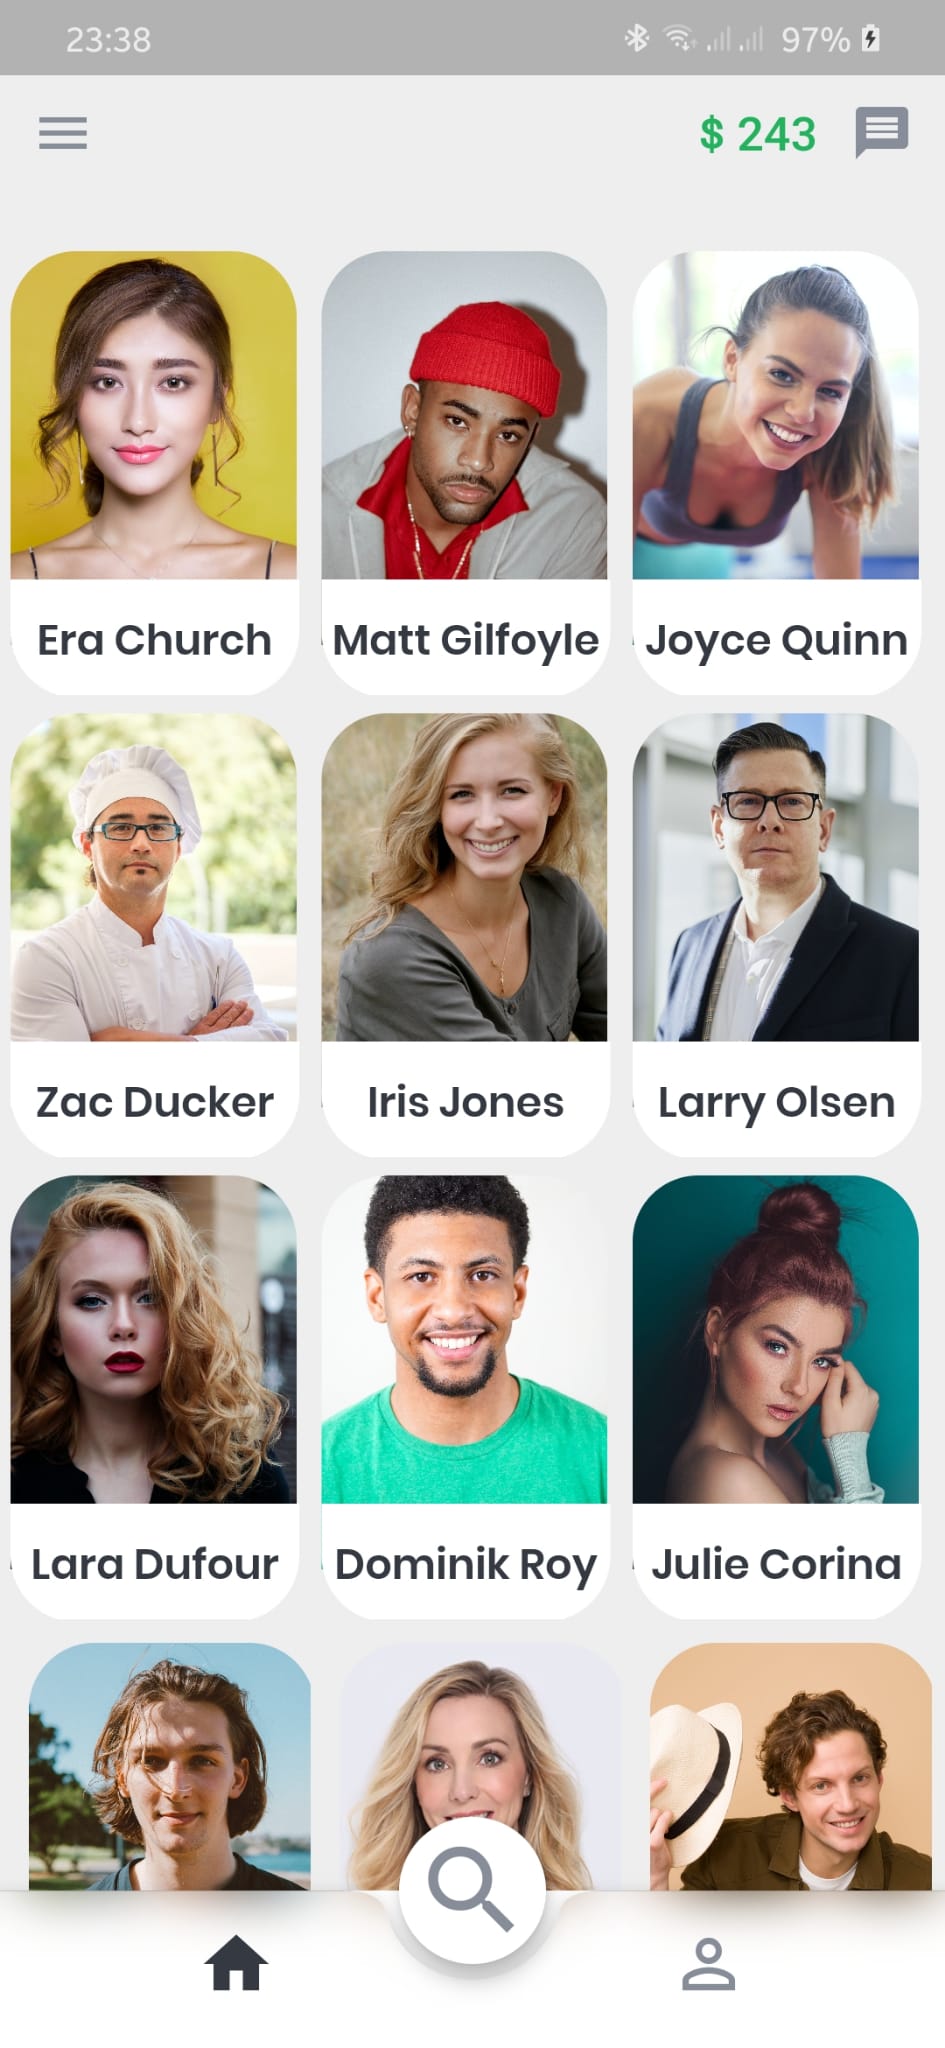 23:38 97%
$ 243
Era Church Matt Gilfoyle Joyce Quinn
Zac Ducker Iris Jones Larry Olsen
Lara Dufour Dominik Roy Julie Corina